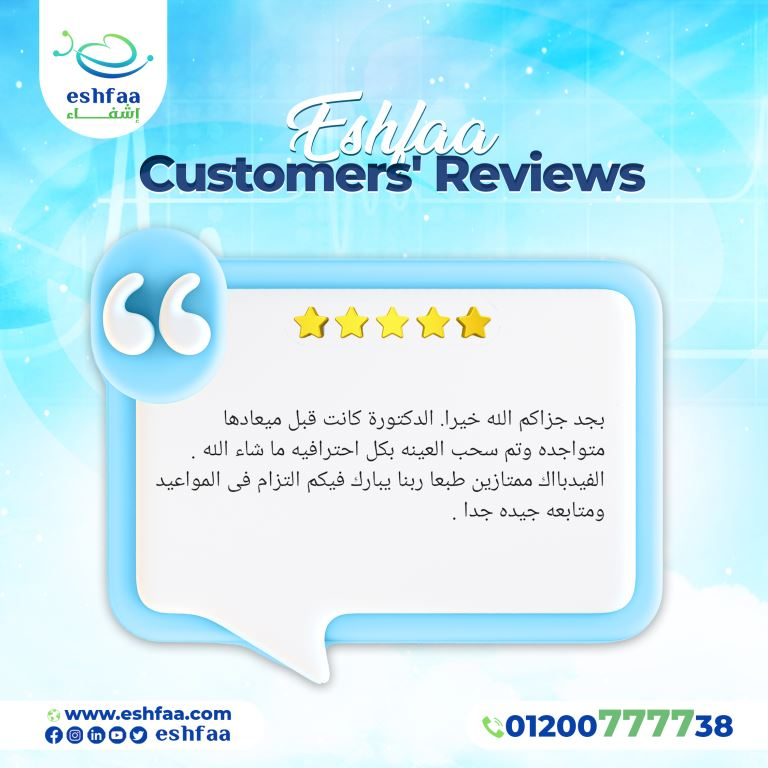 eshfaa
إشفاء
Eshfaa
Customers' Reviews
بجد جزاكم الله خيرا. الدكتورة كانت قبل ميعادها
متواجده وتم سحب العينه بكل احترافيه ما شاء الله .
الفيدبااك ممتازين طبعا ربنا يبارك فيكم التزام فى المواعيد
ومتابعه جيده جدا .
www.eshfaa.com
eshfaa
01200777738